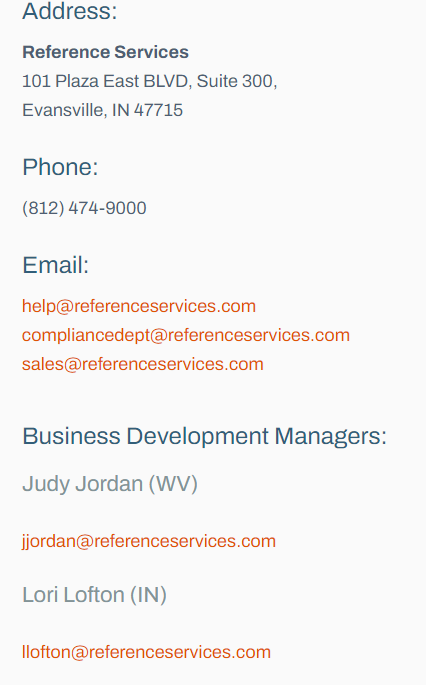 Address:
Reference Services
101 Plaza East BLVD, Suite 300,
Evansville, IN 47715
Phone:
(812) 474-9000
Email:
help@referenceservices.com
compliancedept@referenceservices.com
sales@referenceservices.com
Business Development Managers:
Judy Jordan (WV)
jjordan@referenceservices.com
Lori Lofton (IN)
llofton@referenceservices.com